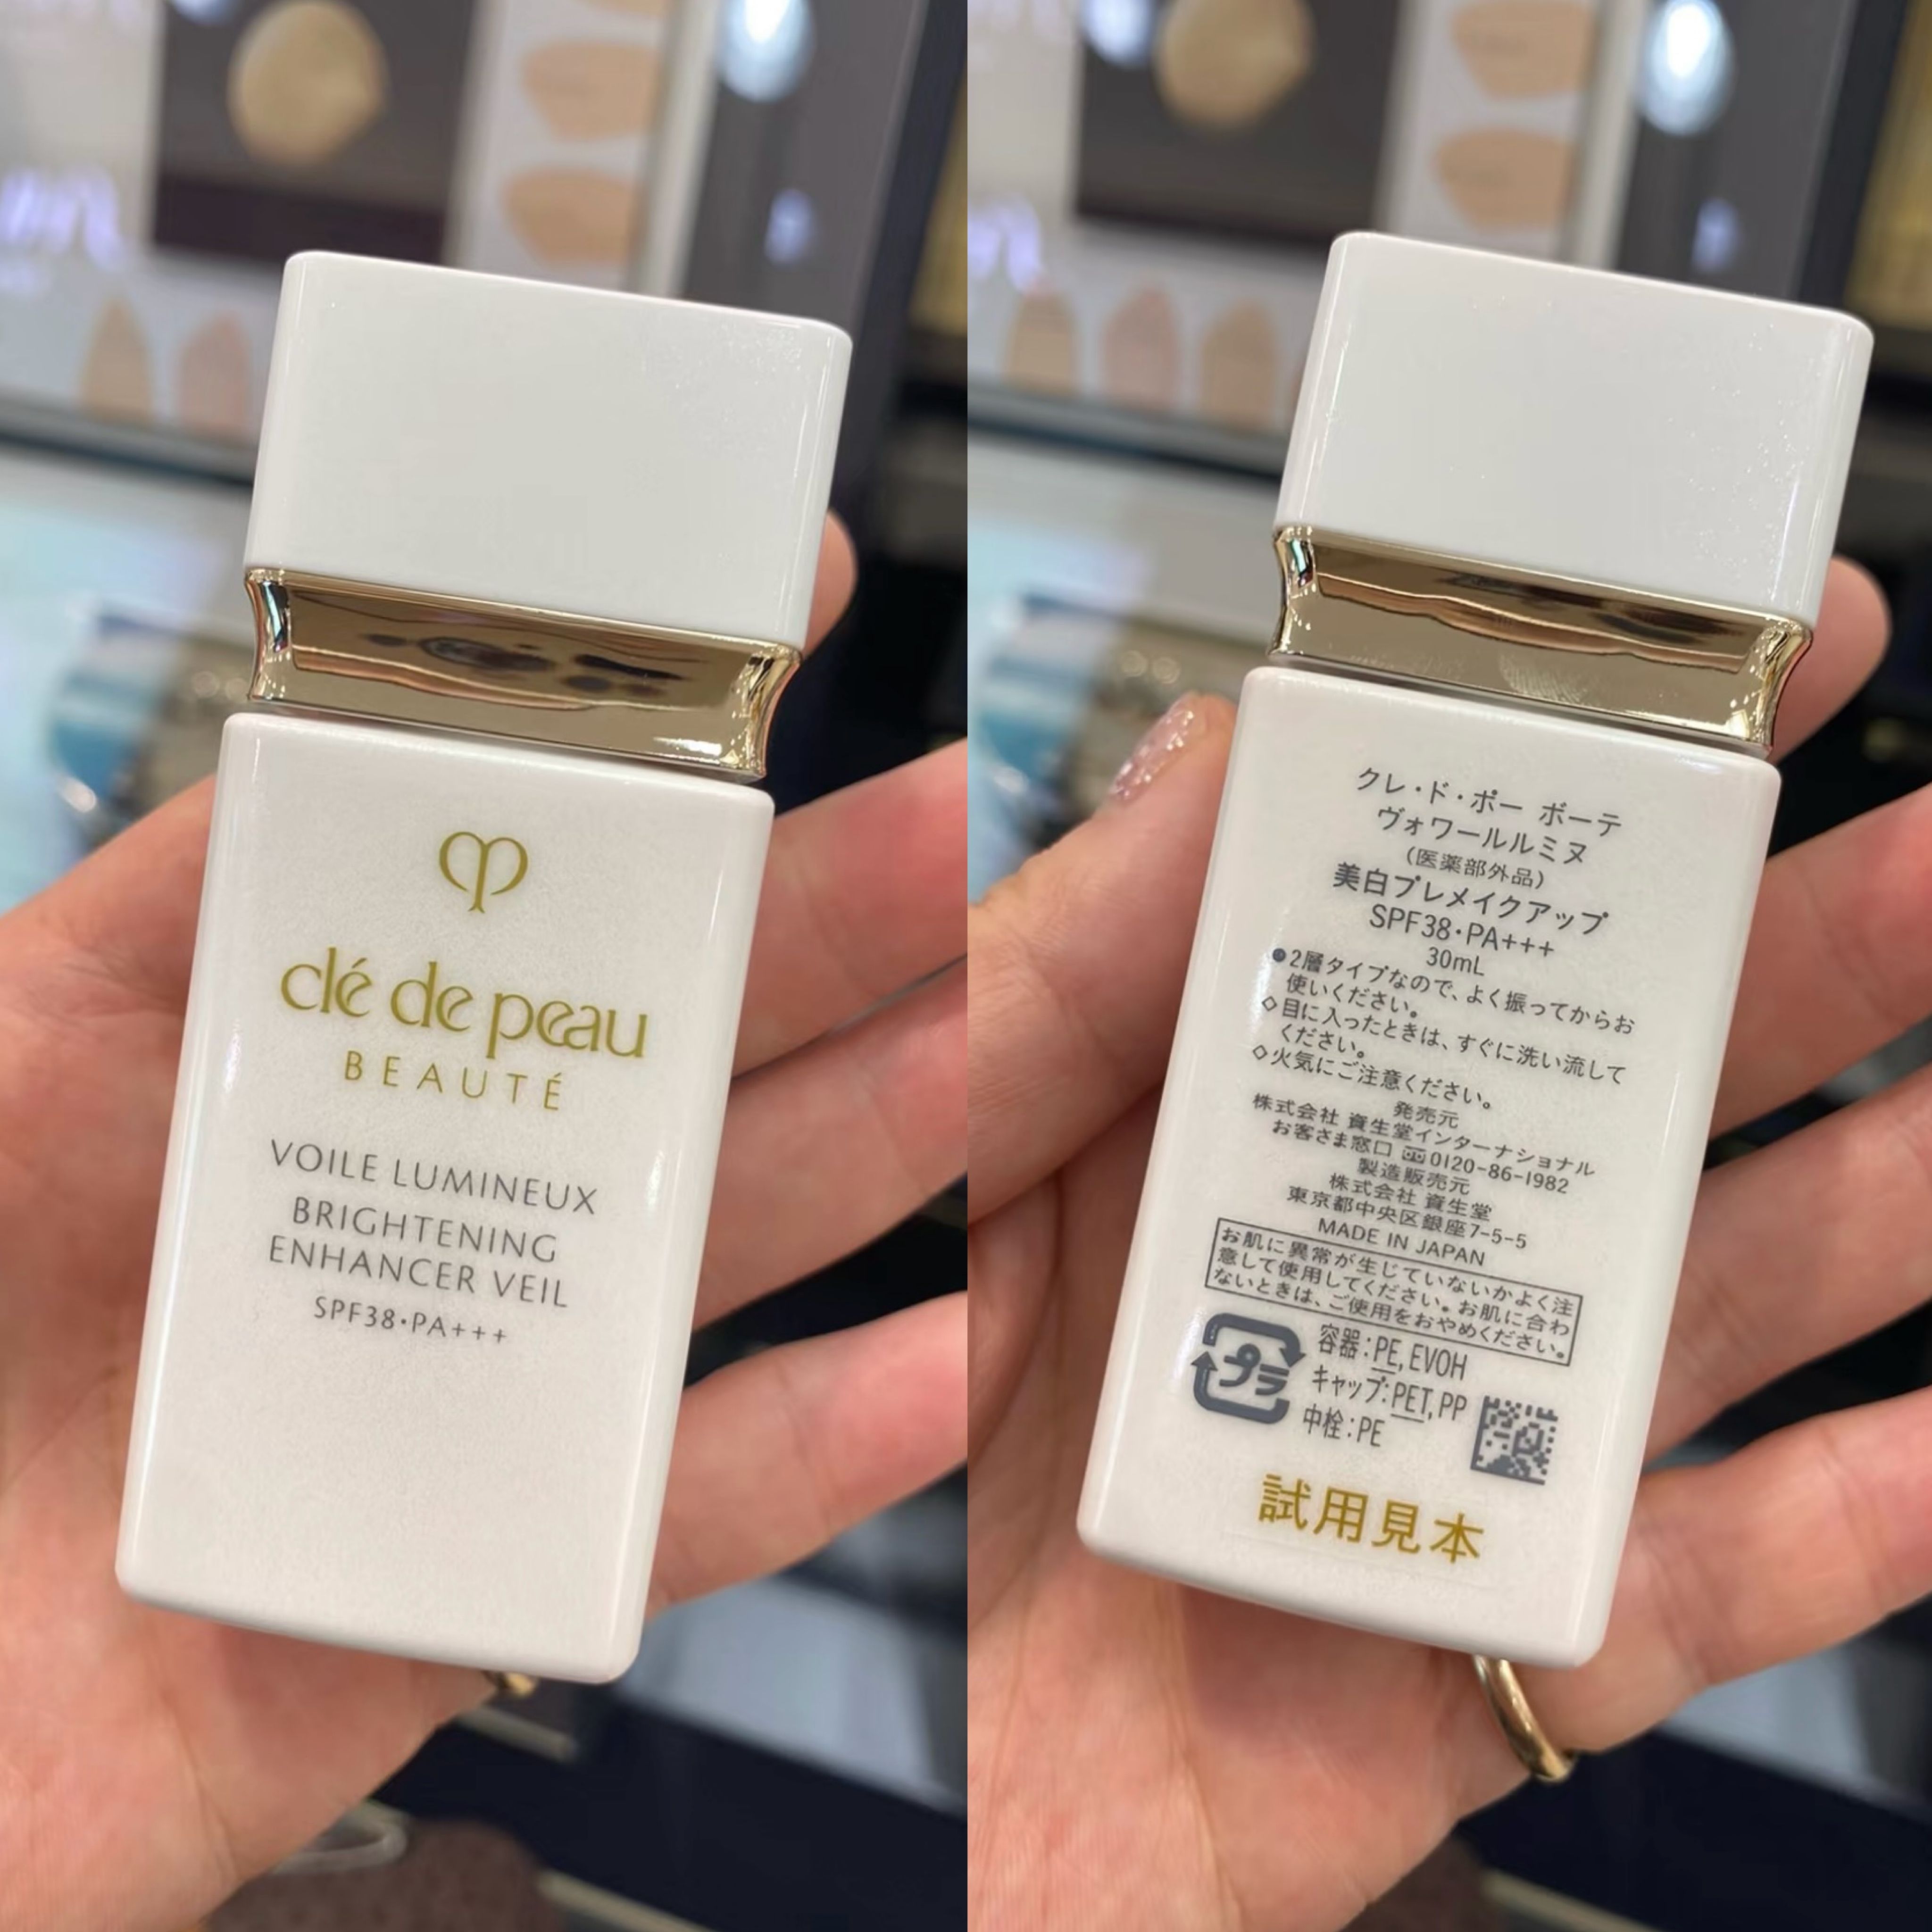 clé de peau
BEAUTÉ
VOILE LUMINEUX
BRIGHTENING
ENHANCER VEIL
SPF38・PA+++
クレ・ド・ポー ボーテ
ヴォワールルミヌ
(医薬部外品)
美白プレメイクアップ
SPF38・PA+++
30mL
●2層タイプなので、よく振ってからお
使いください。
◇目に入ったときは、すぐに洗い流して
ください。
◇火気にご注意ください。
発売元
株式会社 資生堂インターナショナル
お客さま窓口 0120-86-1982
製造販売元
株式会社 資生堂
東京都中央区銀座7-5-5
MADE IN JAPAN
お肌に異常が生じていないかよく注
意して使用してください。お肌に合わ
ないときは、ご使用をおやめください。
プラ
容器:PE, EVOH
キャップ:PET, PP
中栓:PE
試用見本